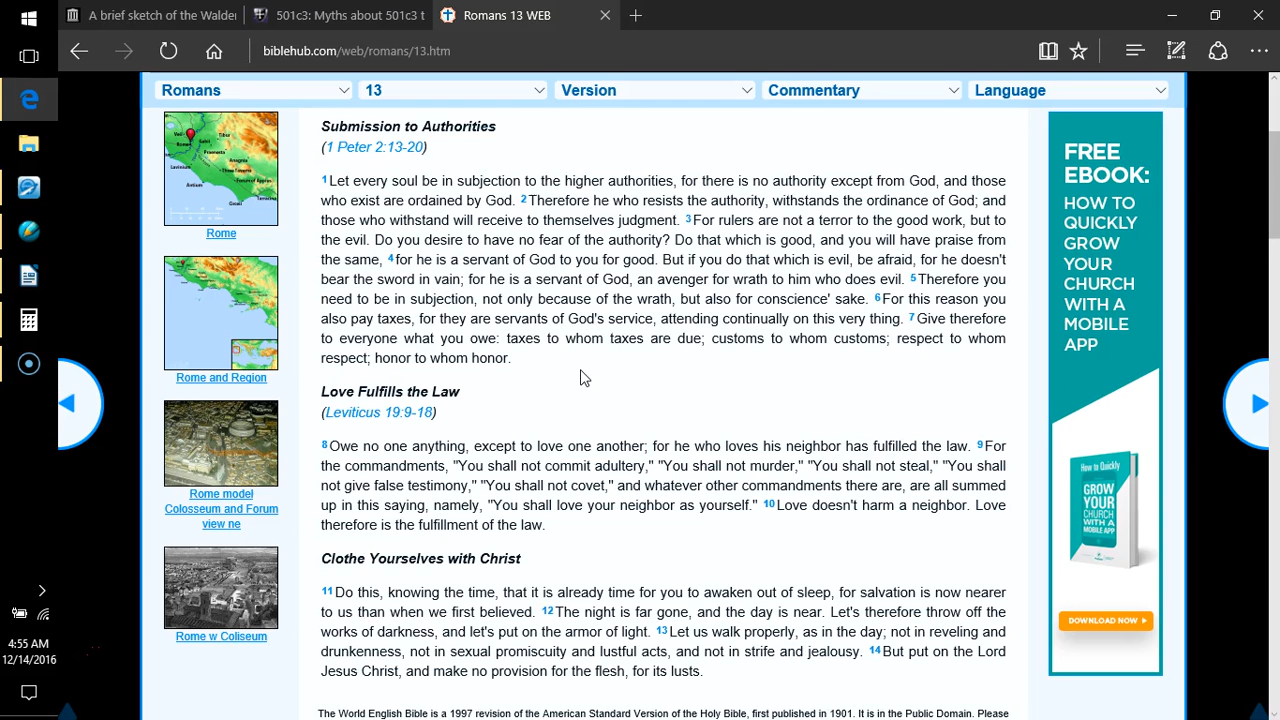 A brief sketch of the Walder
501c3: Myths about 501c3 t
Romans 13 WEB
biblehub.com/web/romans/13.htm
Romans
13
Version
Commentary
Language
Rome
Rome and Region
Rome model
Colosseum and Forum
view ne
Rome w Coliseum
Submission to Authorities
(1 Peter 2:13-20)
1Let every soul be in subjection to the higher authorities, for there is no authority except from God, and those
who exist are ordained by God. 2Therefore he who resists the authority, withstands the ordinance of God; and
those who withstand will receive to themselves judgment. 3For rulers are not a terror to the good work, but to
the evil. Do you desire to have no fear of the authority? Do that which is good, and you will have praise from
the same, 4for he is a servant of God to you for good. But if you do that which is evil, be afraid, for he doesn't
bear the sword in vain; for he is a servant of God, an avenger for wrath to him who does evil. 5Therefore you
need to be in subjection, not only because of the wrath, but also for conscience' sake. 6For this reason you
also pay taxes, for they are servants of God's service, attending continually on this very thing. 7Give therefore
to everyone what you owe: taxes to whom taxes are due; customs to whom customs; respect to whom
respect; honor to whom honor.
Love Fulfills the Law
(Leviticus 19:9-18)
8Owe no one anything, except to love one another; for he who loves his neighbor has fulfilled the law. 9For
the commandments, "You shall not commit adultery," "You shall not murder," "You shall not steal," "You shall
not give false testimony," "You shall not covet," and whatever other commandments there are, are all summed
up in this saying, namely, "You shall love your neighbor as yourself." 10Love doesn't harm a neighbor. Love
therefore is the fulfillment of the law.
Clothe Yourselves with Christ
11Do this, knowing the time, that it is already time for you to awaken out of sleep, for salvation is now nearer
to us than when we first believed. 12The night is far gone, and the day is near. Let's therefore throw off the
works of darkness, and let's put on the armor of light. 13Let us walk properly, as in the day; not in reveling and
drunkenness, not in sexual promiscuity and lustful acts, and not in strife and jealousy. 14But put on the Lord
Jesus Christ, and make no provision for the flesh, for its lusts.
The World English Bible is a 1997 revision of the American Standard Version of the Holy Bible, first published in 1901. It is in the Public Domain. Please
FREE
EBOOK:
HOW TO
QUICKLY
GROW
YOUR
CHURCH
WITH A
MOBILE
APP
How to Quickly
GROW
YOUR
CHURCH
WITH A
MOBILE APP
DOWNLOAD NOW
4:55 AM
12/14/2016